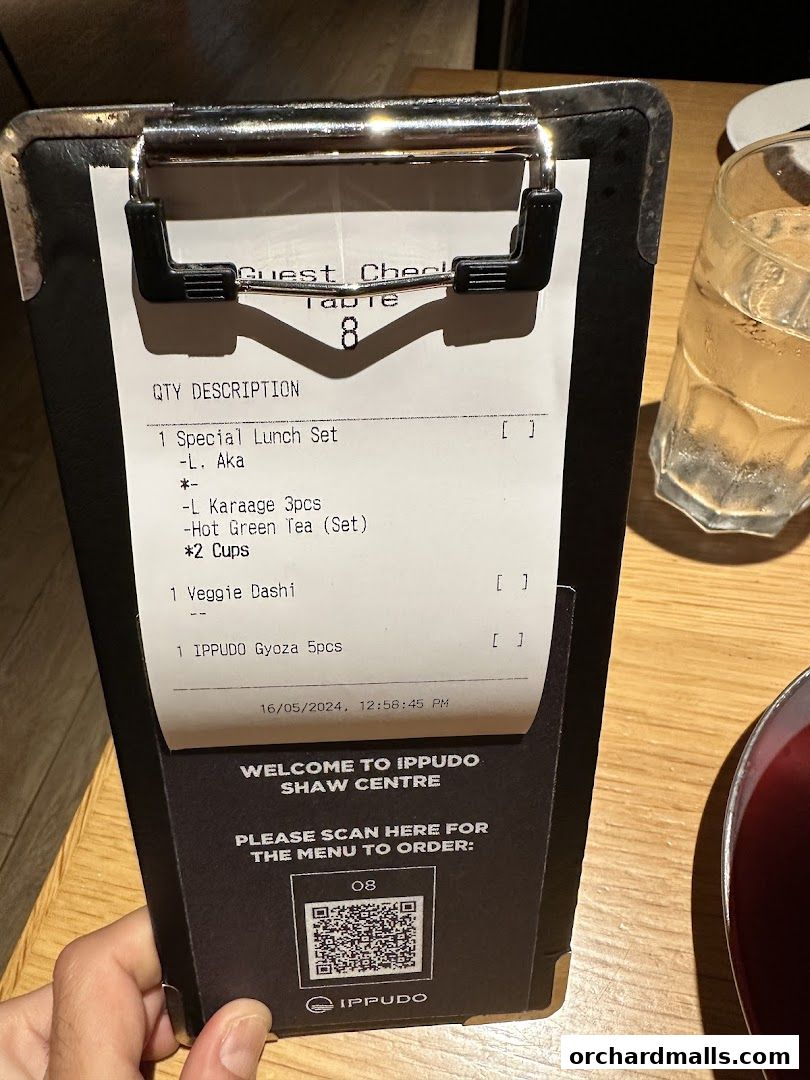 Guest Check
Table
8
QTY DESCRIPTION
1 Special Lunch Set [ ]
-L. Aka
*-
-L Karaage 3pcs
-Hot Green Tea (Set)
*2 Cups
1 Veggie Dashi [ ]
--
1 IPPUDO Gyoza 5pcs [ ]
16/05/2024, 12:58:45 PM
WELCOME TO IPPUDO
SHAW CENTRE
PLEASE SCAN HERE FOR
THE MENU TO ORDER:
08
IPPUDO
orchardmalls.com